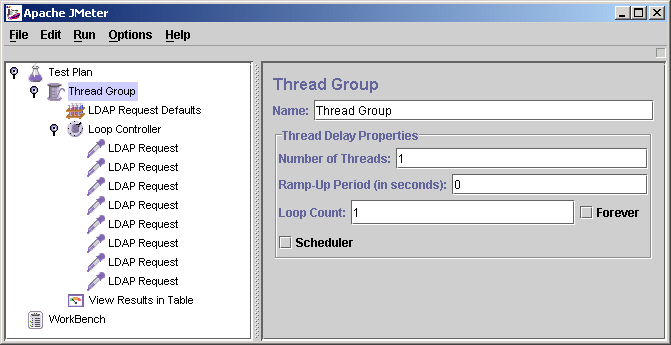 Apache JMeter
File Edit Run Options Help
Test Plan
Thread Group
LDAP Request Defaults
Loop Controller
LDAP Request
LDAP Request
LDAP Request
LDAP Request
LDAP Request
LDAP Request
LDAP Request
LDAP Request
View Results in Table
WorkBench
Thread Group
Name: Thread Group
Thread Delay Properties
Number of Threads: 1
Ramp-Up Period (in seconds): 0
Loop Count: 1 Forever
Scheduler